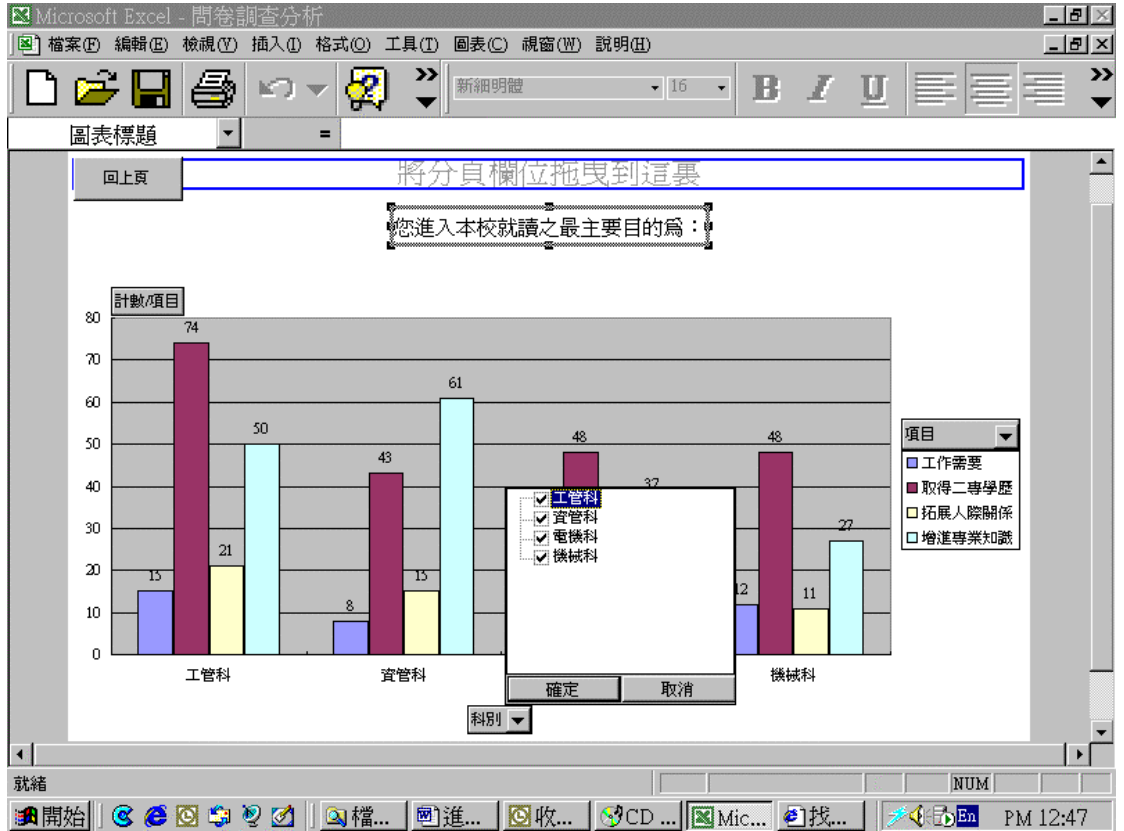 Microsoft Excel - 問卷調查分析
檔案(F) 編輯(E) 檢視(V) 插入(I) 格式(O) 工具(T) 圖表(C) 視窗(W) 說明(H)
新細明體 16 B I U
圖表標題 =
回上頁
將分頁欄位拖曳到這裏
您進入本校就讀之最主要目的為：
計數/項目
80
70
60
50
40
30
20
10
0
15 74 21 50
8 43 15 61
48 37
12 48 11 27
工管科 資管科 機械科
項目
工作需要
取得二專學歷
拓展人際關係
增進專業知識
工管科
資管科
電機科
機械科
確定 取消
科別
就緒 NUM
開始 檔... 進... 收... CD ... Mic... 找... En PM 12:47